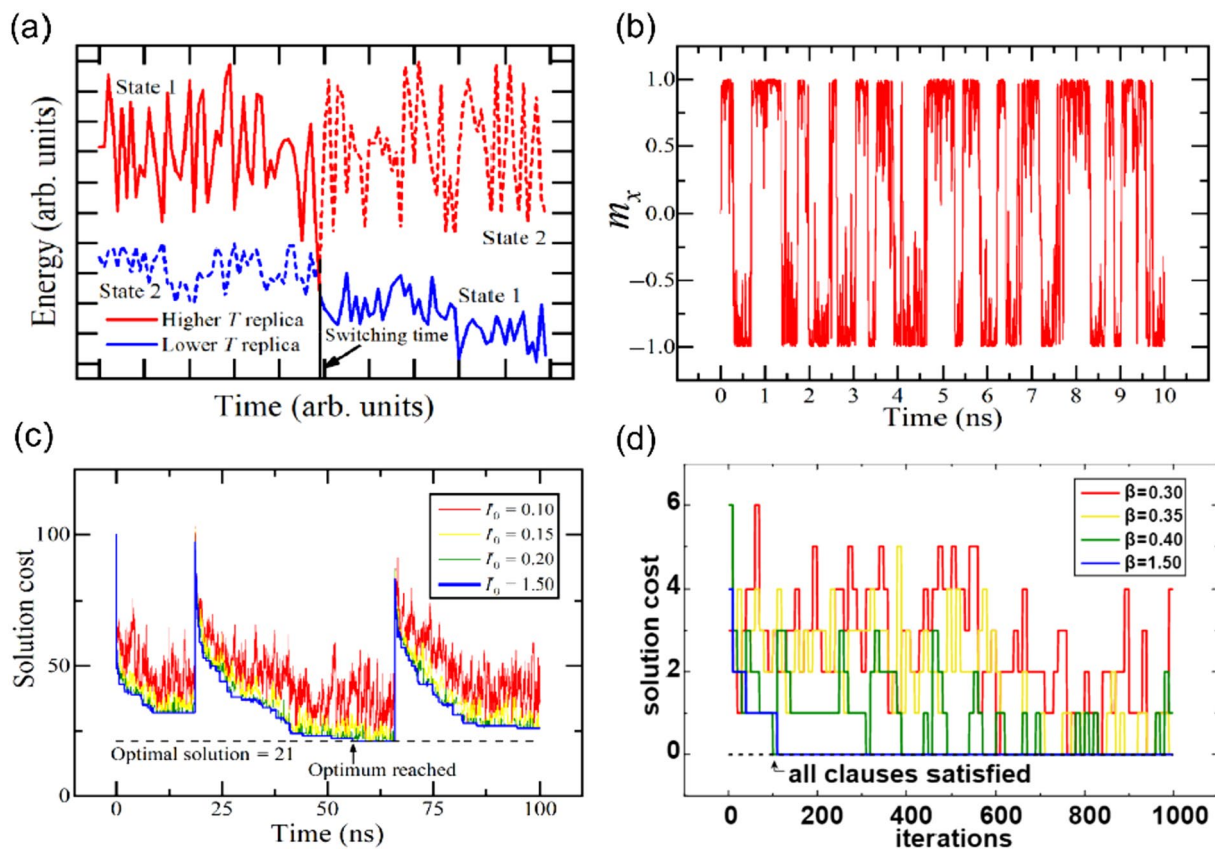 (a)
State 1
State 2
State 2
State 1
Higher T replica
Lower T replica
Switching time
Energy (arb. units)
Time (arb. units)
(b)
1.0
0.5
0.0
−0.5
−1.0
m_x
0 1 2 3 4 5 6 7 8 9 10
Time (ns)
(c)
100
50
0
Solution cost
I₀ = 0.10
I₀ = 0.15
I₀ = 0.20
I₀ = 1.50
Optimal solution = 21
Optimum reached
0 25 50 75 100
Time (ns)
(d)
6
4
2
0
solution cost
β=0.30
β=0.35
β=0.40
β=1.50
all clauses satisfied
0 200 400 600 800 1000
iterations